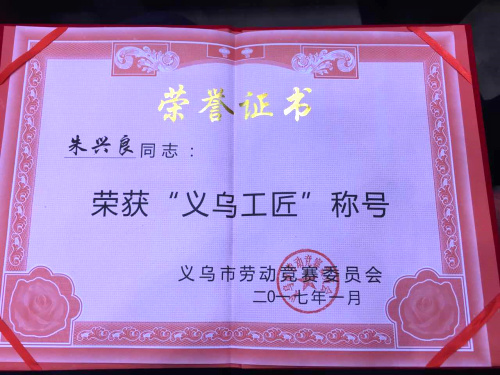 荣誉证书
朱兴良同志：
荣获“义乌工匠”称号
义乌市劳动竞赛委员会
二0一七年一月